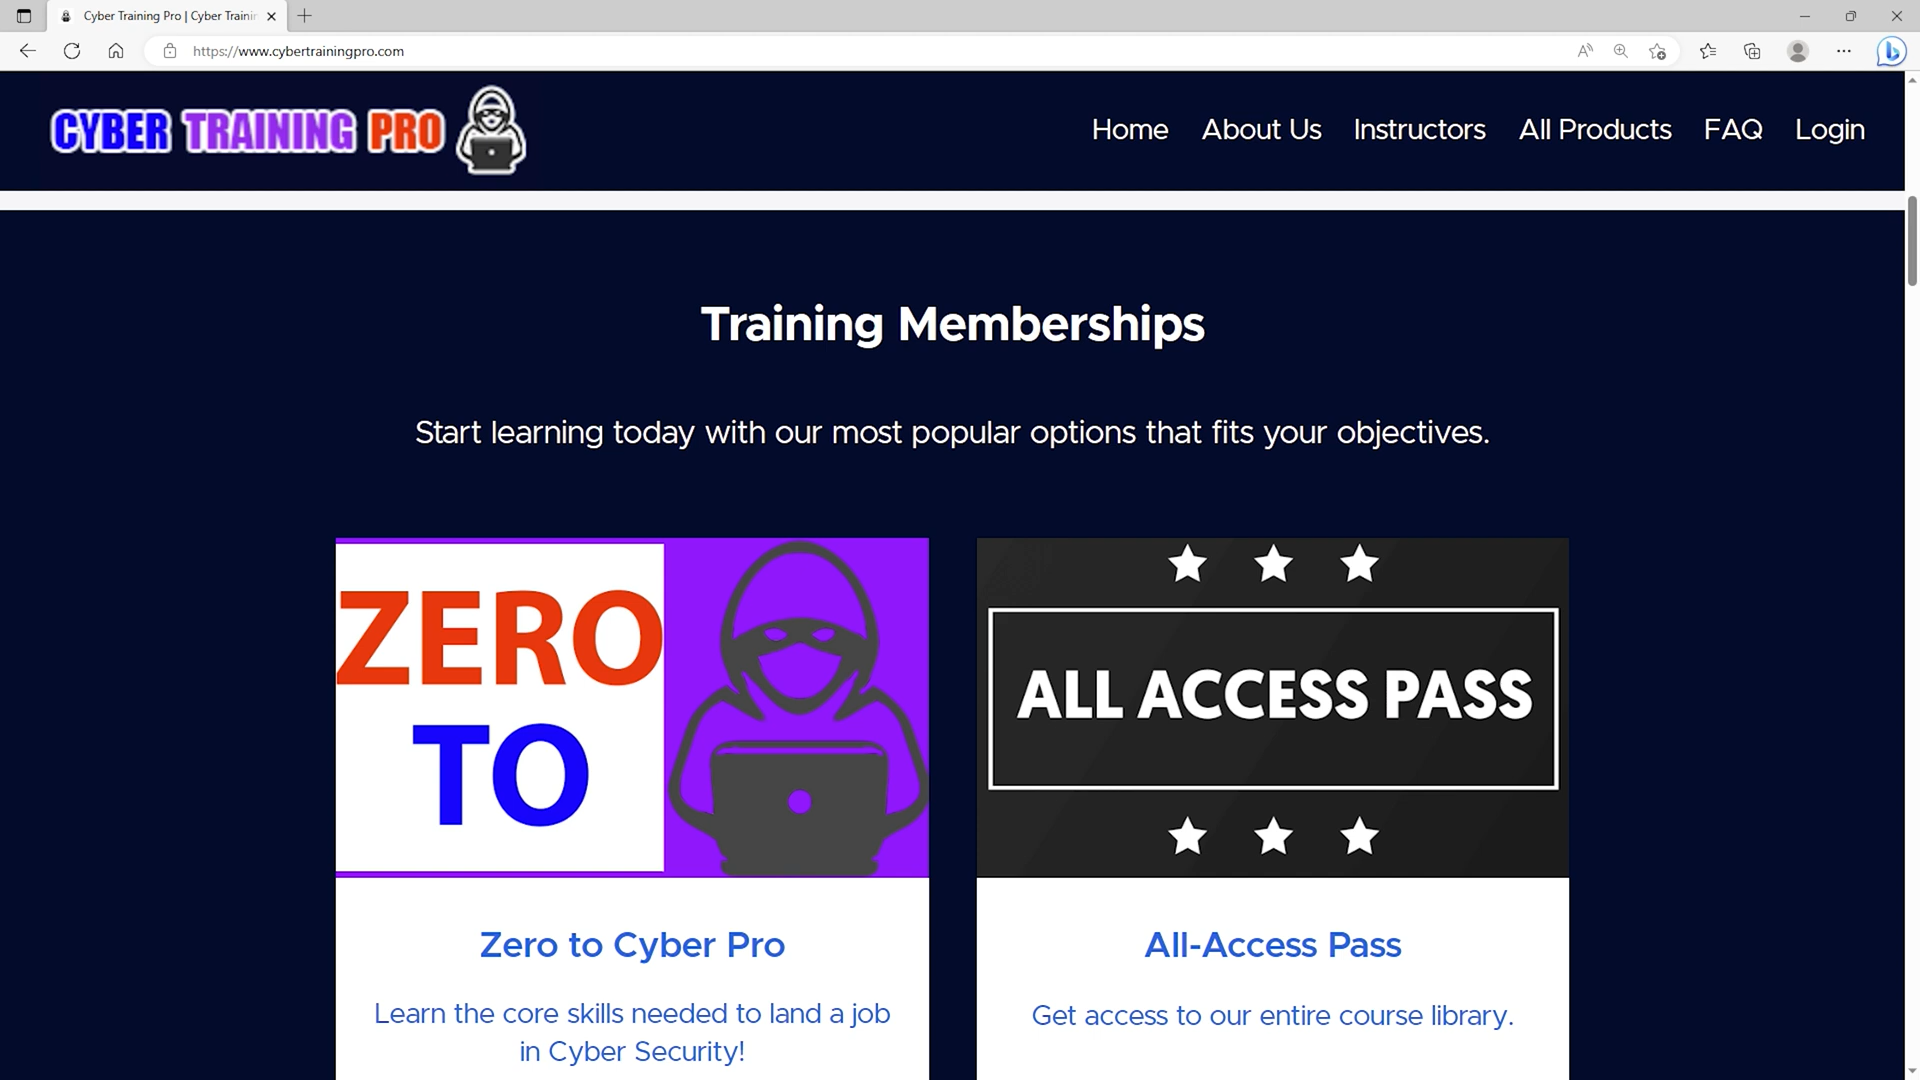 Cyber Training Pro | Cyber Trainin
https://www.cybertrainingpro.com
CYBER TRAINING PRO
Home About Us Instructors All Products FAQ Login
Training Memberships
Start learning today with our most popular options that fits your objectives.
ZERO
TO
ALL ACCESS PASS
Zero to Cyber Pro
Learn the core skills needed to land a job
in Cyber Security!
All-Access Pass
Get access to our entire course library.